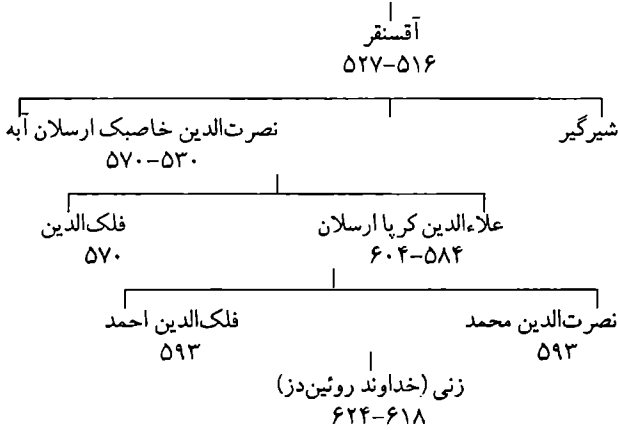 آقسنقر
۵۱۶-۵۲۷
شیرگیر
نصرت‌الدین خاصبک ارسلان آبه
۵۳۰-۵۷۰
علاءالدین کرپا ارسلان
۵۸۴-۶۰۴
فلک‌الدین
۵۷۰
نصرت‌الدین محمد
۵۹۳
فلک‌الدین احمد
۵۹۳
زنی (خداوند روئین‌دز)
۶۱۸-۶۲۴